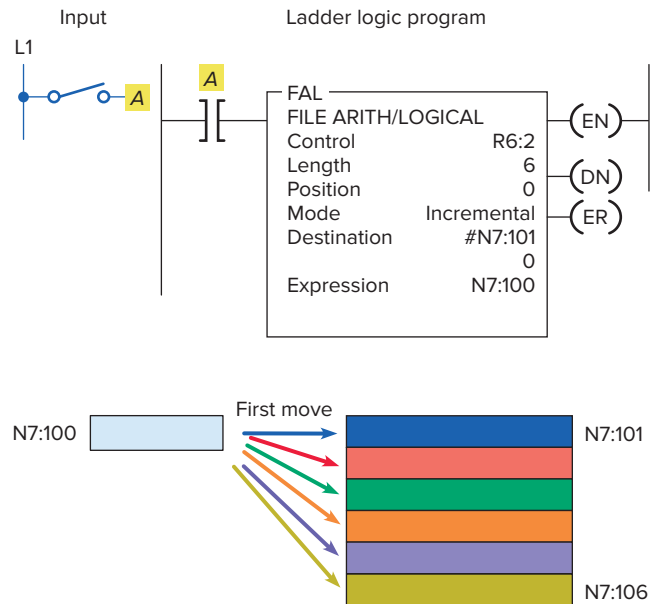 Input
Ladder logic program
L1
A
A
FAL
FILE ARITH/LOGICAL
Control R6:2
Length 6
Position 0
Mode Incremental
Destination #N7:101
0
Expression N7:100
EN
DN
ER
First move
N7:100
N7:101
N7:106